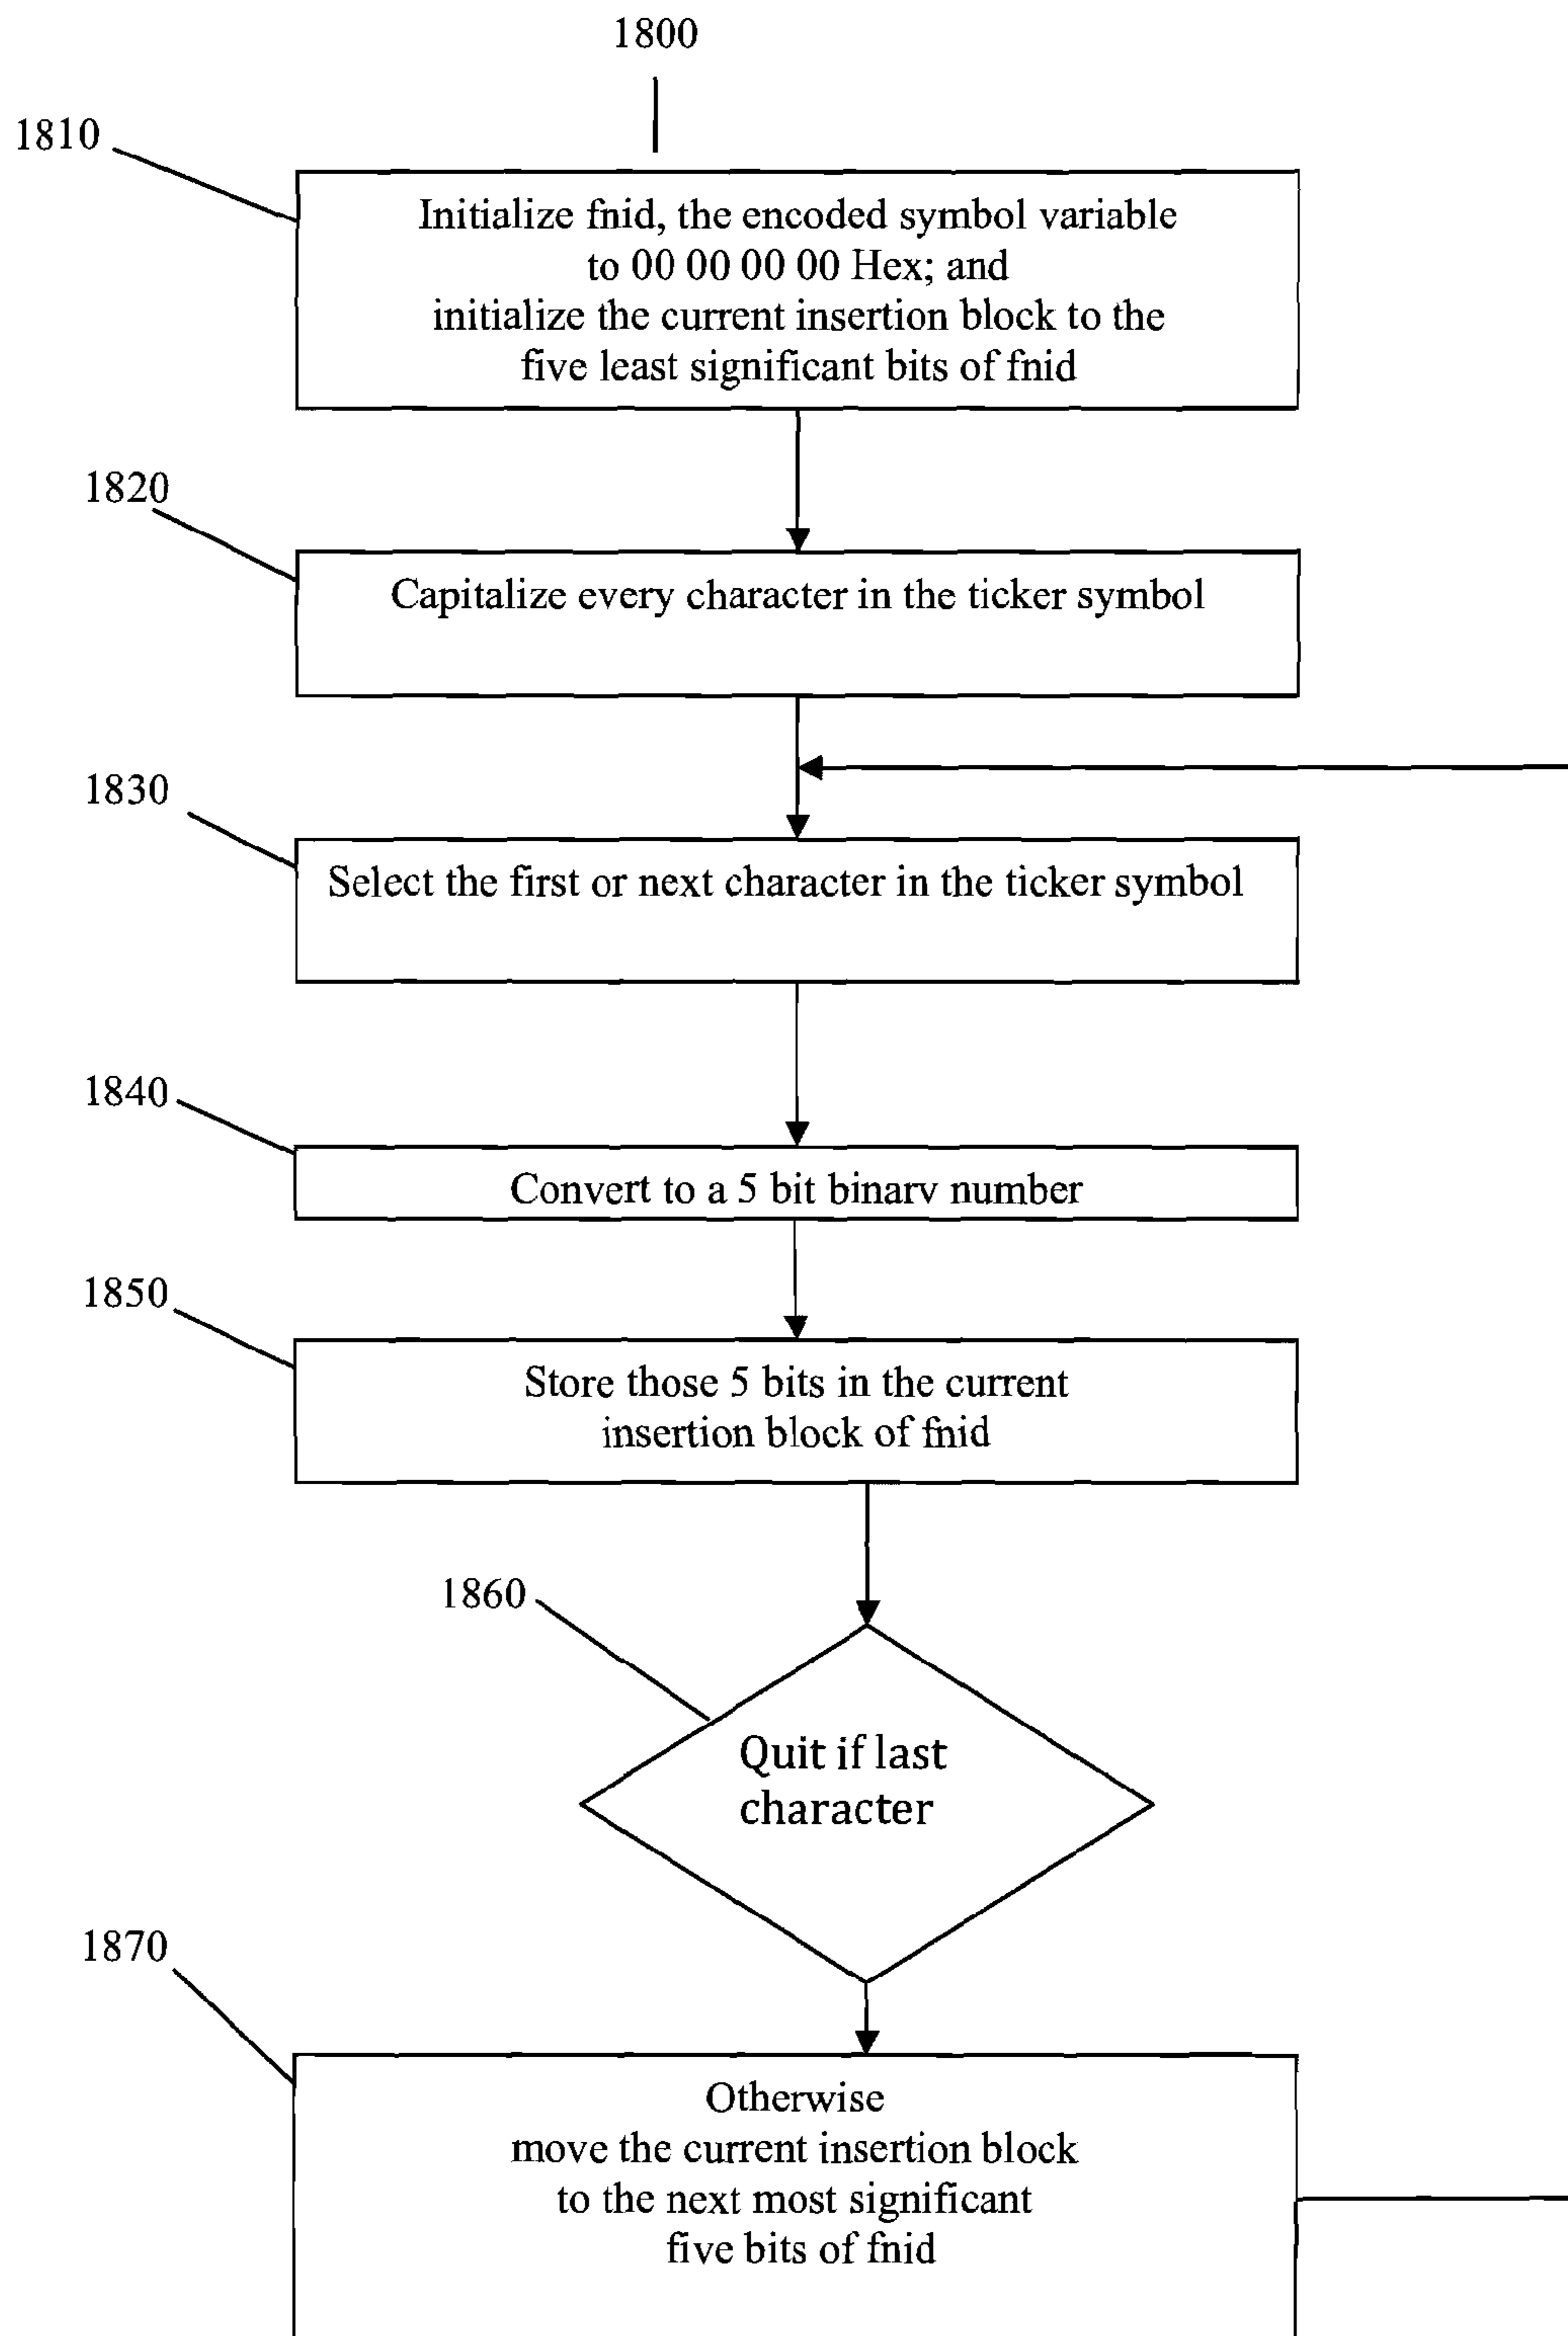 1800
1810
Initialize fnid, the encoded symbol variable
to 00 00 00 00 Hex; and
initialize the current insertion block to the
five least significant bits of fnid
1820
Capitalize every character in the ticker symbol
1830
Select the first or next character in the ticker symbol
1840
Convert to a 5 bit binary number
1850
Store those 5 bits in the current
insertion block of fnid
1860
Quit if last
character
1870
Otherwise
move the current insertion block
to the next most significant
five bits of fnid